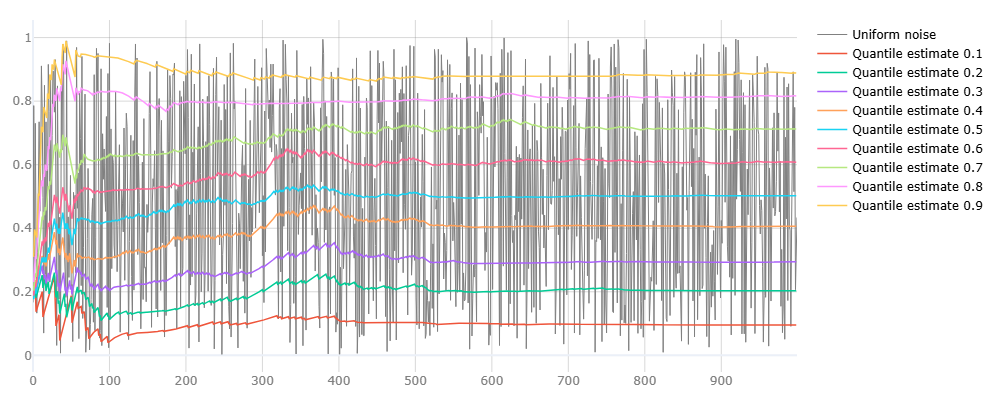 1
0.8
0.6
0.4
0.2
0
0 100 200 300 400 500 600 700 800 900
Uniform noise
Quantile estimate 0.1
Quantile estimate 0.2
Quantile estimate 0.3
Quantile estimate 0.4
Quantile estimate 0.5
Quantile estimate 0.6
Quantile estimate 0.7
Quantile estimate 0.8
Quantile estimate 0.9